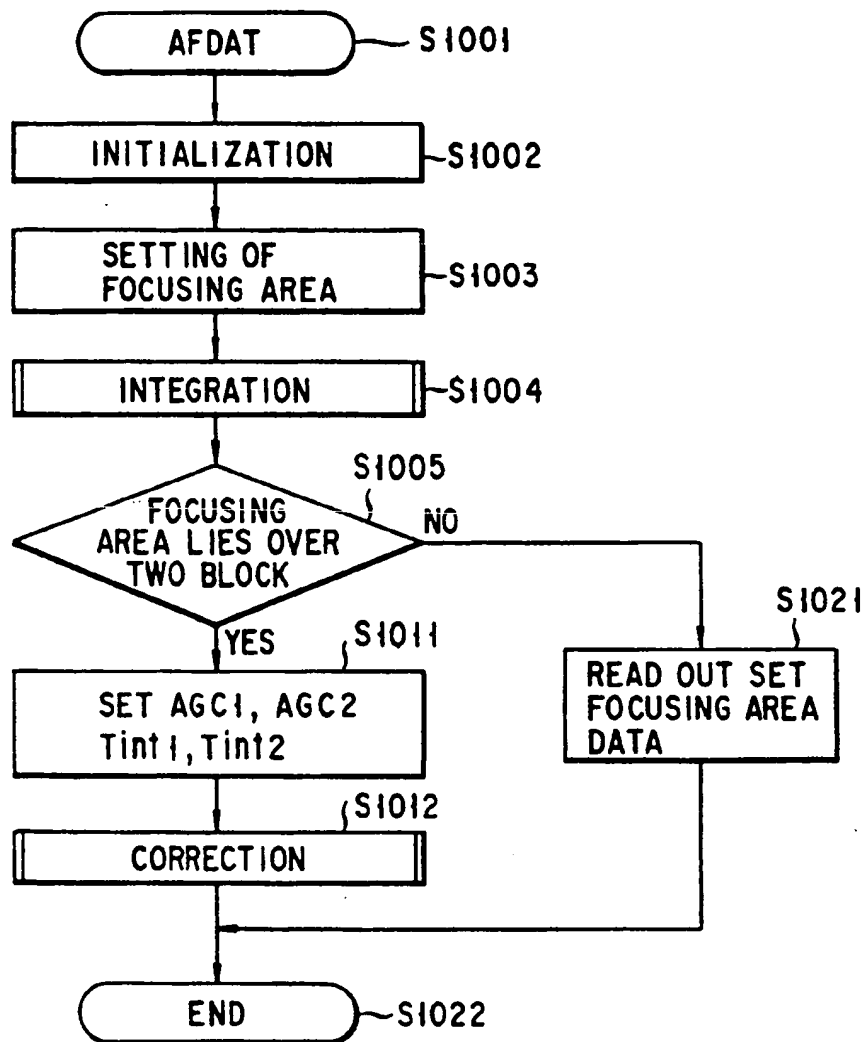 AFDAT
S1001
INITIALIZATION
S1002
SETTING OF
FOCUSING AREA
S1003
INTEGRATION
S1004
S1005
FOCUSING
AREA LIES OVER
TWO BLOCK
NO
YES
S1011
SET AGC1, AGC2
Tint1, Tint2
S1021
READ OUT SET
FOCUSING AREA
DATA
S1012
CORRECTION
END
S1022